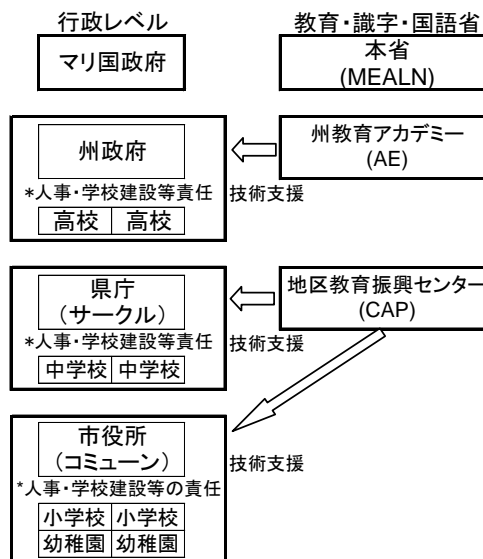 行政レベル
教育・識字・国語省
マリ国政府
本省
(MEALN)
州政府
*人事・学校建設等責任
高校 高校
技術支援
州教育アカデミー
(AE)
県庁
(サークル)
*人事・学校建設等責任
中学校 中学校
技術支援
地区教育振興センター
(CAP)
市役所
(コミューン)
*人事・学校建設等の責任
小学校 小学校
幼稚園 幼稚園
技術支援